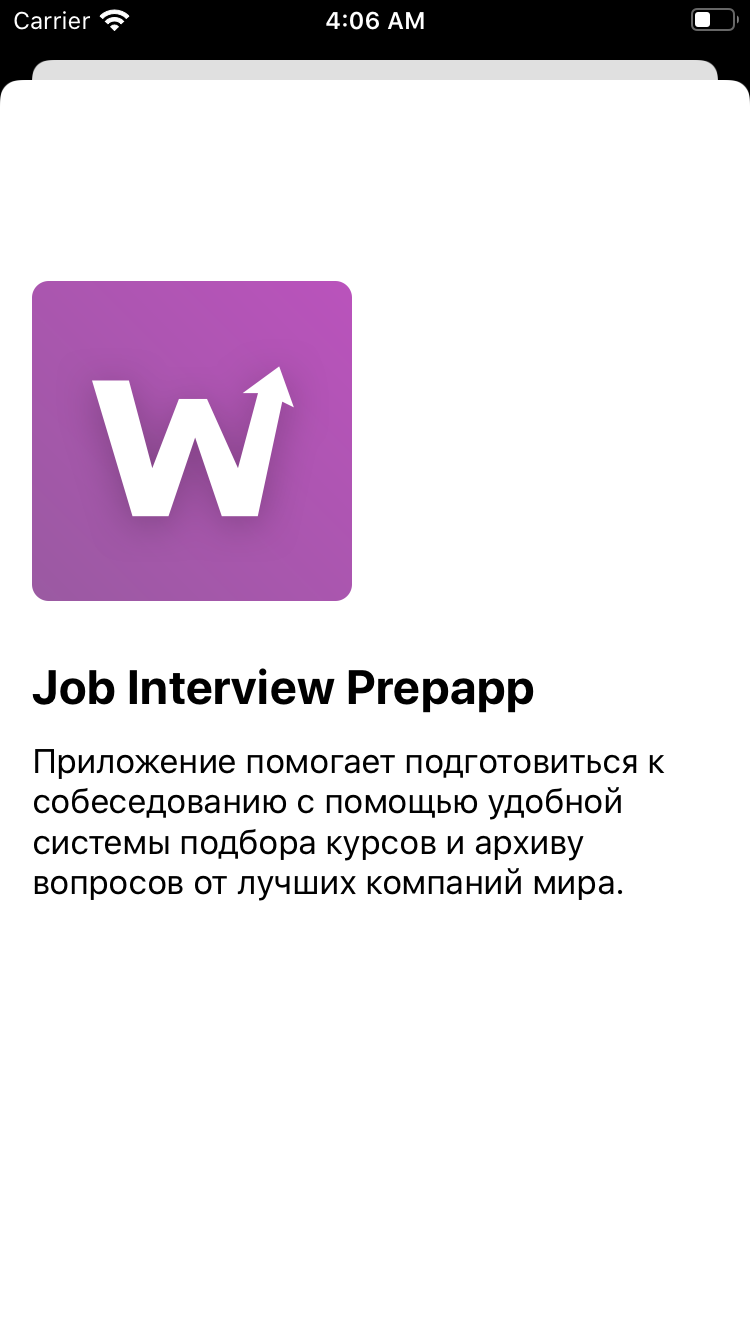 Carrier
4:06 AM
W
Job Interview Prepapp
Приложение помогает подготовиться к
собеседованию с помощью удобной
системы подбора курсов и архиву
вопросов от лучших компаний мира.